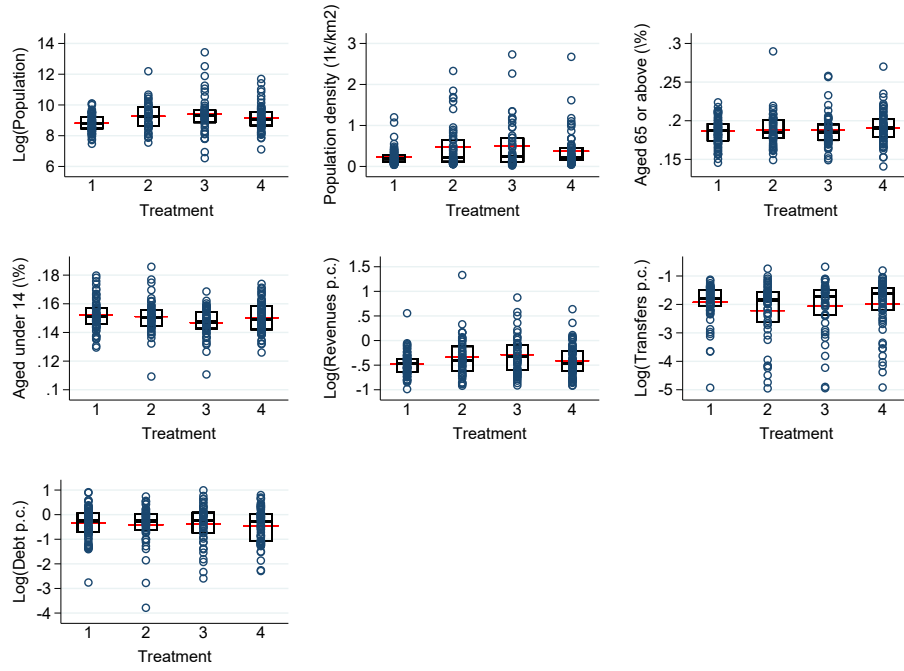 Log(Population)
14
12
10
8
6
1 2 3 4
Treatment
Population density (1k/km2)
3
2
1
0
1 2 3 4
Treatment
Aged 65 or above (\%)
.3
.25
.2
.15
1 2 3 4
Treatment
Aged under 14 (\%)
.18
.16
.14
.12
.1
1 2 3 4
Treatment
Log(Revenues p.c.)
1.5
1
.5
0
-.5
-1
1 2 3 4
Treatment
Log(Transfers p.c.)
-1
-2
-3
-4
-5
1 2 3 4
Treatment
Log(Debt p.c.)
1
0
-1
-2
-3
-4
1 2 3 4
Treatment